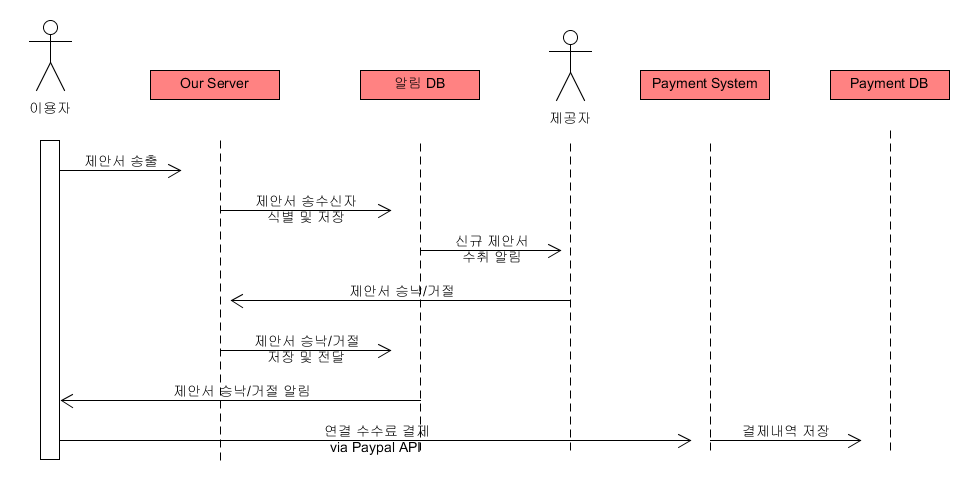 이용자
Our Server
알림 DB
제공자
Payment System
Payment DB
제안서 송출
제안서 송수신자
식별 및 저장
신규 제안서
수취 알림
제안서 승낙/거절
제안서 승낙/거절
저장 및 전달
제안서 승낙/거절 알림
연결 수수료 결제
via Paypal API
결제내역 저장